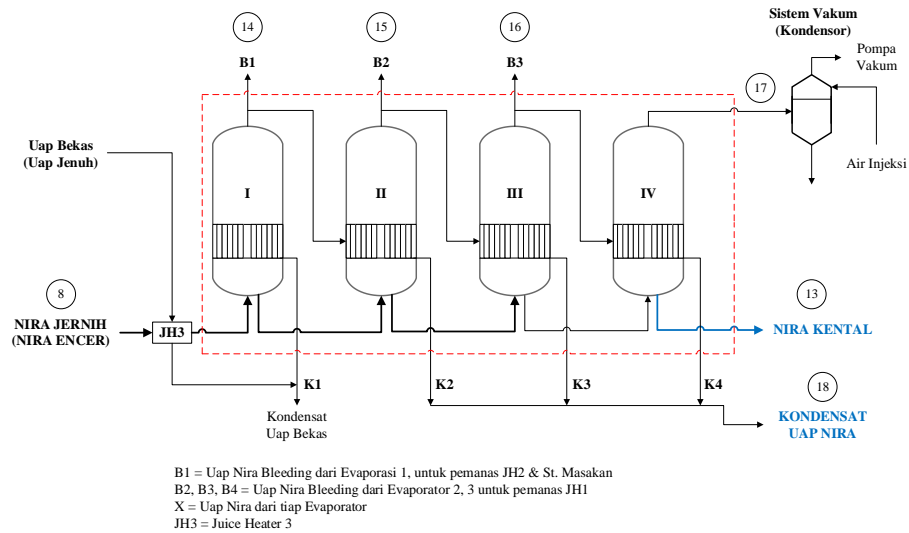 14
15
16
Sistem Vakum
(Kondensor)
B1
B2
B3
17
Pompa
Vakum
Uap Bekas
(Uap Jenuh)
Air Injeksi
I
II
III
IV
8
NIRA JERNIH
(NIRA ENCER)
JH3
13
NIRA KENTAL
K1
K2
K3
K4
Kondensat
Uap Bekas
18
KONDENSAT
UAP NIRA
B1 = Uap Nira Bleeding dari Evaporasi 1, untuk pemanas JH2 & St. Masakan
B2, B3, B4 = Uap Nira Bleeding dari Evaporator 2, 3 untuk pemanas JH1
X = Uap Nira dari tiap Evaporator
JH3 = Juice Heater 3